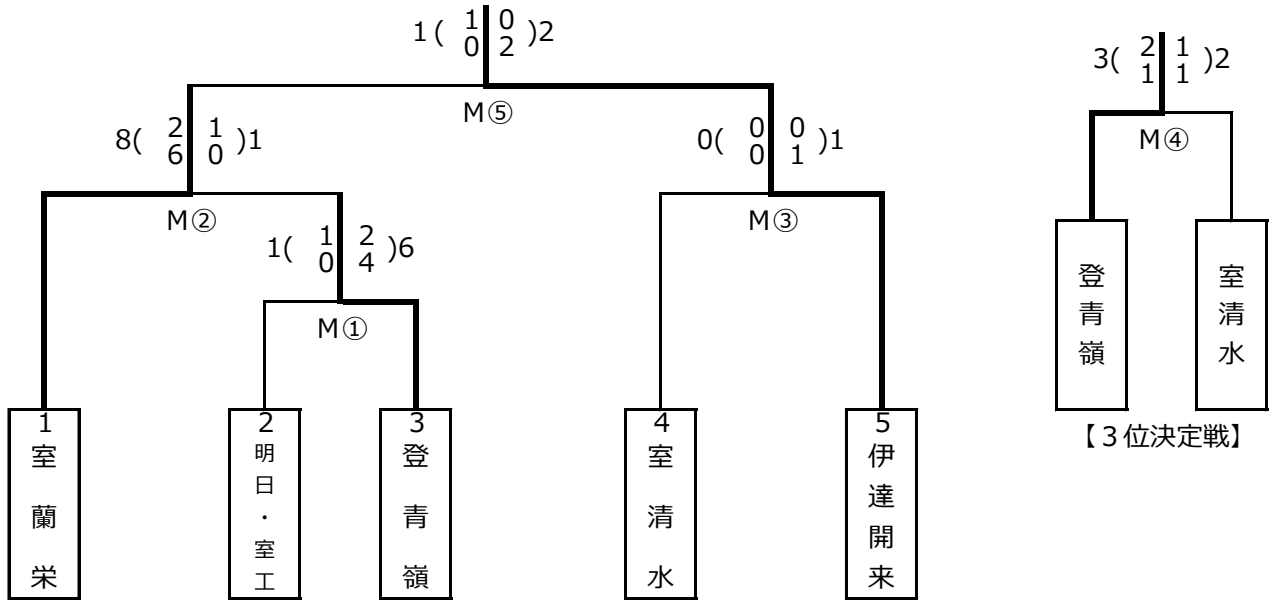 1( 1 0 )2
0 2
M⑤
3( 2 1 )2
1 1
M④
8( 2 1 )1
6 0
M②
0( 0 0 )1
0 1
M③
1( 1 2 )6
0 4
M①
登青嶺
室清水
【３位決定戦】
1
室蘭栄
2
明日・室工
3
登青嶺
4
室清水
5
伊達開来